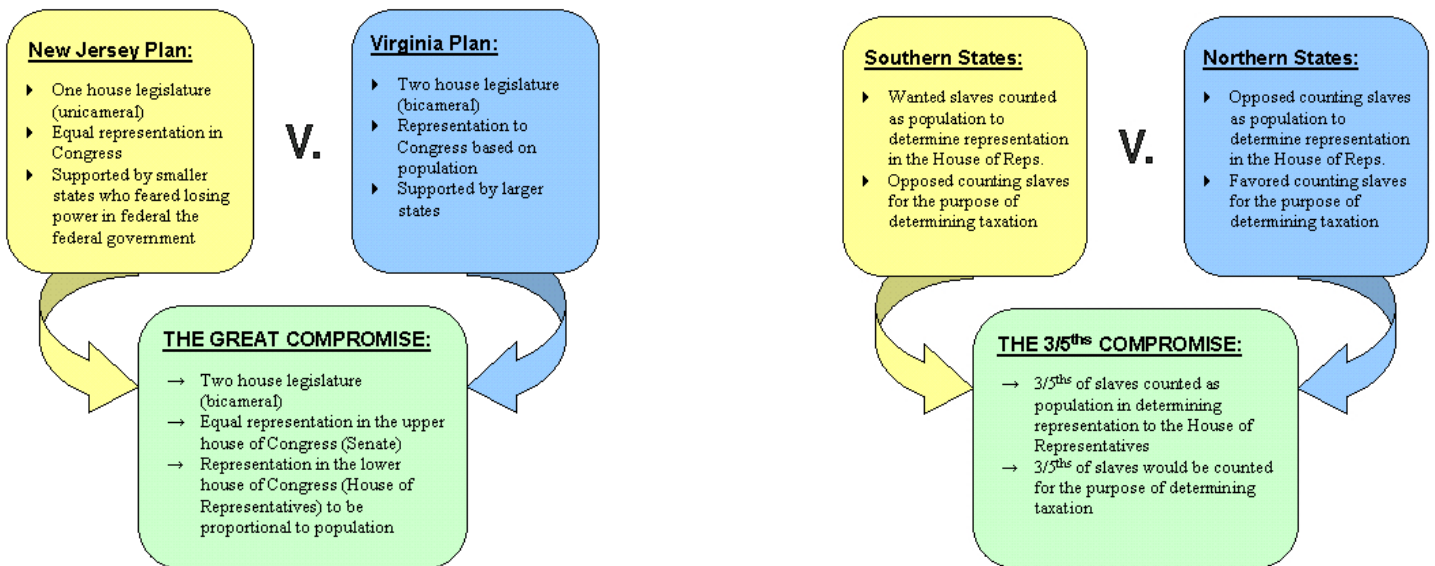 New Jersey Plan:
▸ One house legislature
(unicameral)
▸ Equal representation in
Congress
▸ Supported by smaller
states who feared losing
power in federal the
federal government
V.
Virginia Plan:
▸ Two house legislature
(bicameral)
▸ Representation to
Congress based on
population
▸ Supported by larger
states
THE GREAT COMPROMISE:
→ Two house legislature
(bicameral)
→ Equal representation in the upper
house of Congress (Senate)
→ Representation in the lower
house of Congress (House of
Representatives) to be
proportional to population
Southern States:
▸ Wanted slaves counted
as population to
determine representation
in the House of Reps.
▸ Opposed counting slaves
for the purpose of
determining taxation
V.
Northern States:
▸ Opposed counting slaves
as population to
determine representation
in the House of Reps.
▸ Favored counting slaves
for the purpose of
determining taxation
THE 3/5ths COMPROMISE:
→ 3/5ths of slaves counted as
population in determining
representation to the House of
Representatives
→ 3/5ths of slaves would be counted
for the purpose of determining
taxation